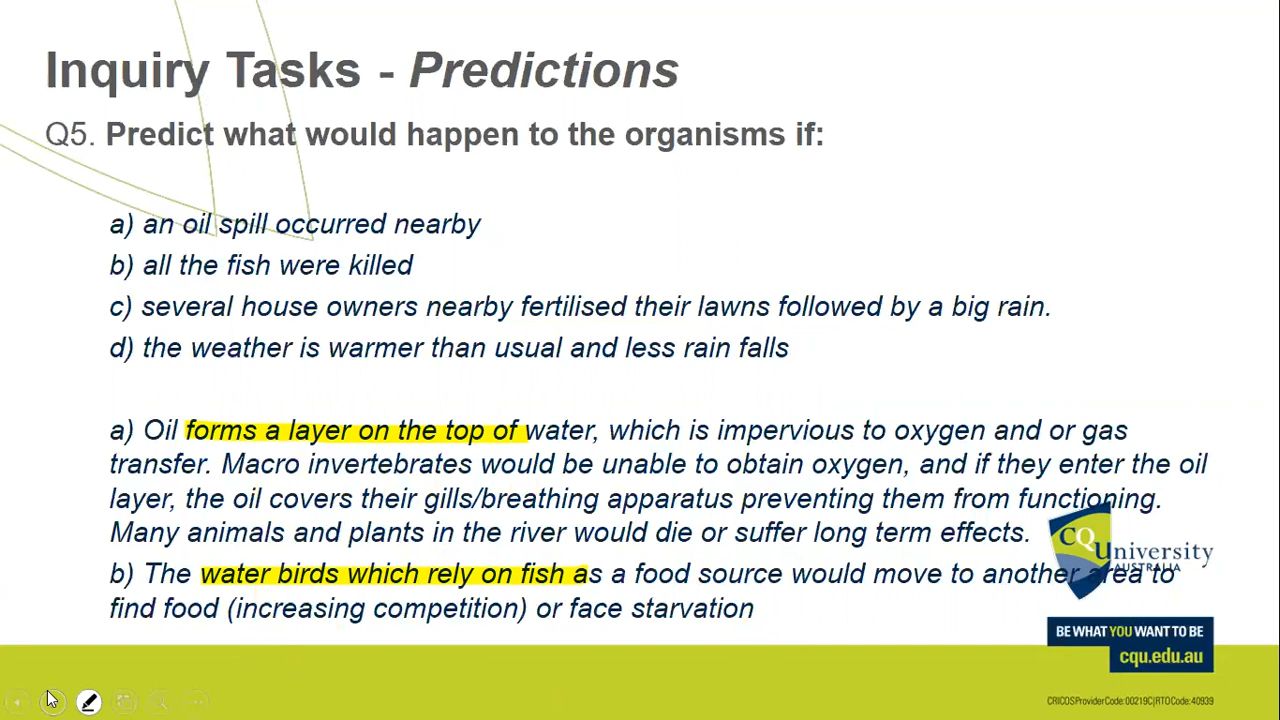 Inquiry Tasks - Predictions
Q5. Predict what would happen to the organisms if:
a) an oil spill occurred nearby
b) all the fish were killed
c) several house owners nearby fertilised their lawns followed by a big rain.
d) the weather is warmer than usual and less rain falls
a) Oil forms a layer on the top of water, which is impervious to oxygen and or gas
transfer. Macro invertebrates would be unable to obtain oxygen, and if they enter the oil
layer, the oil covers their gills/breathing apparatus preventing them from functioning.
Many animals and plants in the river would die or suffer long term effects.
b) The water birds which rely on fish as a food source would move to another area to
find food (increasing competition) or face starvation
CQUniversity
AUSTRALIA
BE WHAT YOU WANT TO BE
cqu.edu.au
CRICOSProviderCode:00219C|RTOCode:40939